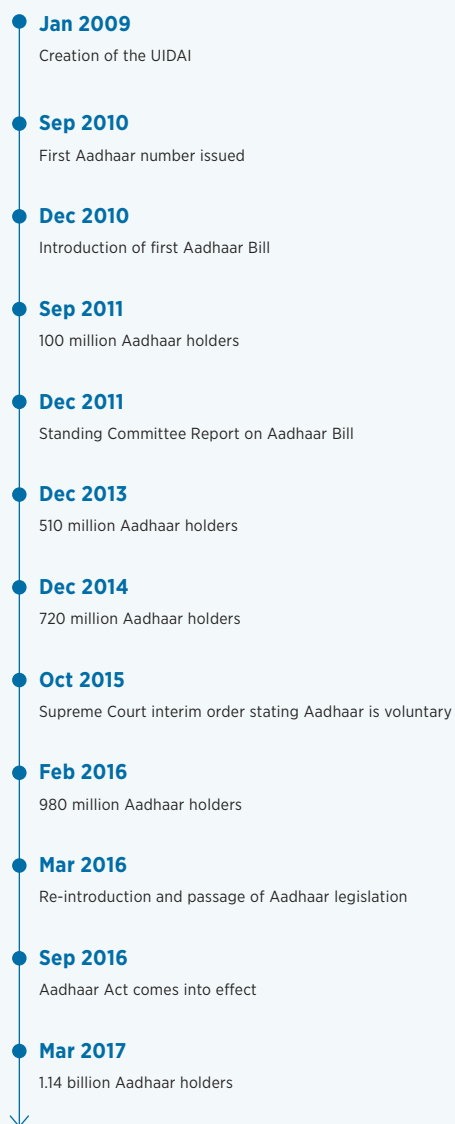 Jan 2009
Creation of the UIDAI
Sep 2010
First Aadhaar number issued
Dec 2010
Introduction of first Aadhaar Bill
Sep 2011
100 million Aadhaar holders
Dec 2011
Standing Committee Report on Aadhaar Bill
Dec 2013
510 million Aadhaar holders
Dec 2014
720 million Aadhaar holders
Oct 2015
Supreme Court interim order stating Aadhaar is voluntary
Feb 2016
980 million Aadhaar holders
Mar 2016
Re-introduction and passage of Aadhaar legislation
Sep 2016
Aadhaar Act comes into effect
Mar 2017
1.14 billion Aadhaar holders